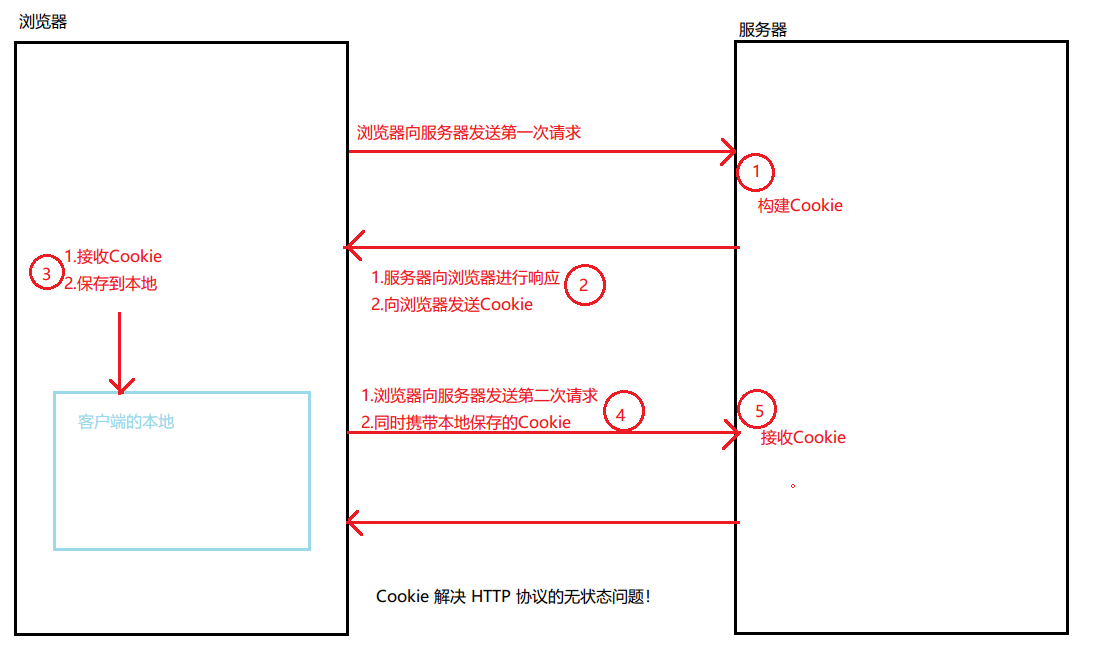 浏览器
服务器
浏览器向服务器发送第一次请求
1
构建Cookie
1.服务器向浏览器进行响应
2.向浏览器发送Cookie
2
3
1.接收Cookie
2.保存到本地
客户端的本地
1.浏览器向服务器发送第二次请求
2.同时携带本地保存的Cookie
4
5
接收Cookie
Cookie 解决 HTTP 协议的无状态问题!